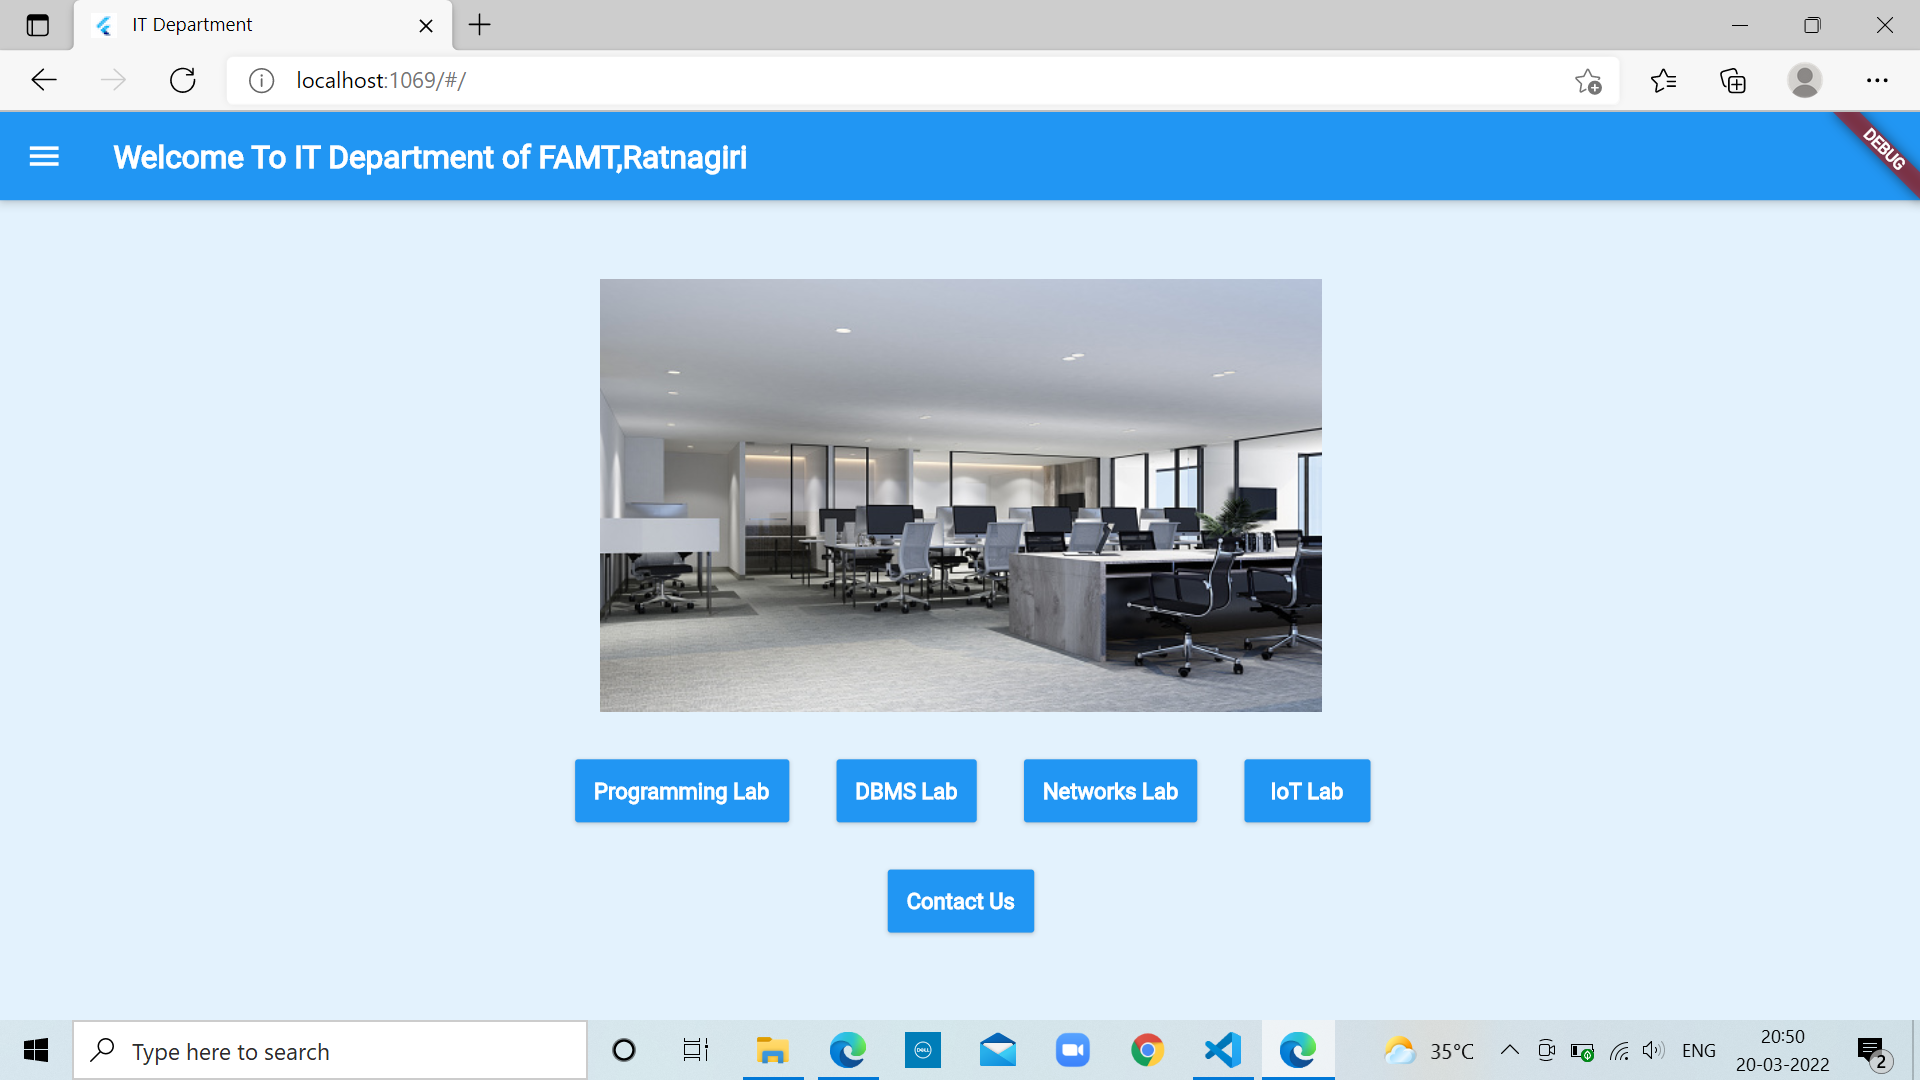 IT Department
localhost:1069/#/
Welcome To IT Department of FAMT,Ratnagiri
DEBUG
Programming Lab
DBMS Lab
Networks Lab
IoT Lab
Contact Us
Type here to search
DELL
35°C
ENG
20:50
20-03-2022
2